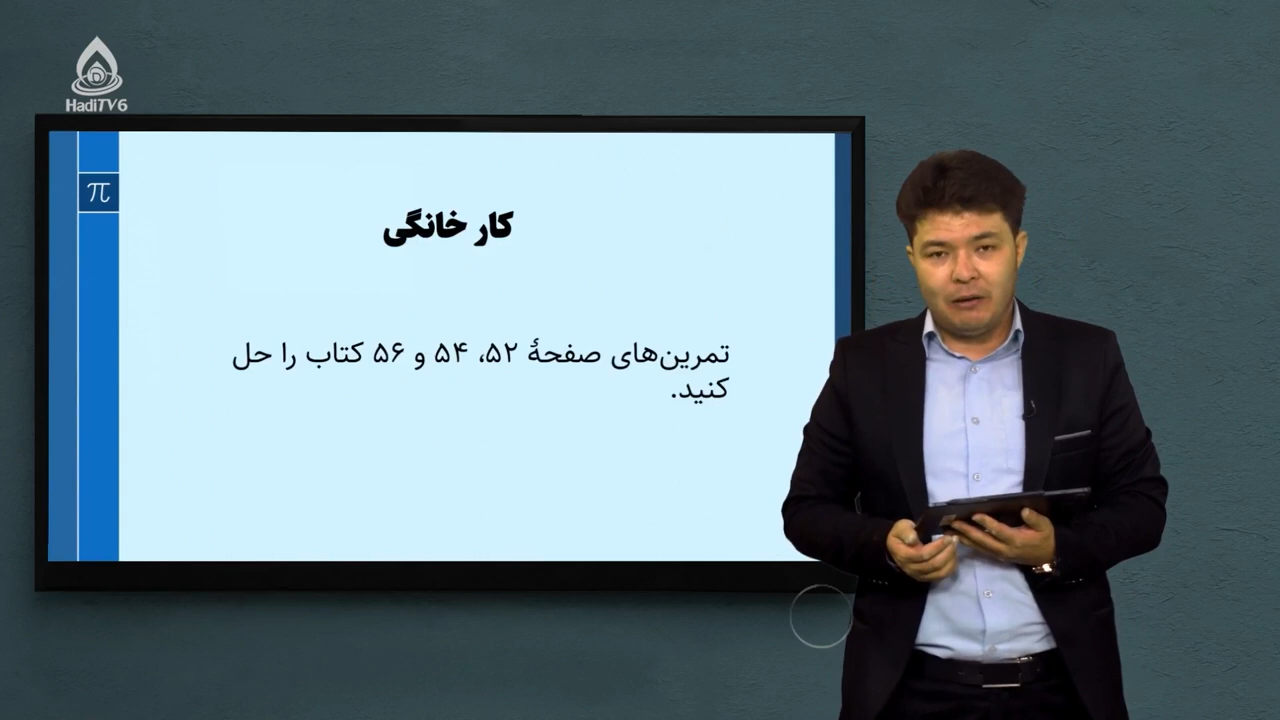 HadiTV6
π
کار خانگی
تمرین‌های صفحهٔ ۵۲، ۵۴ و ۵۶ کتاب را حل
کنید.